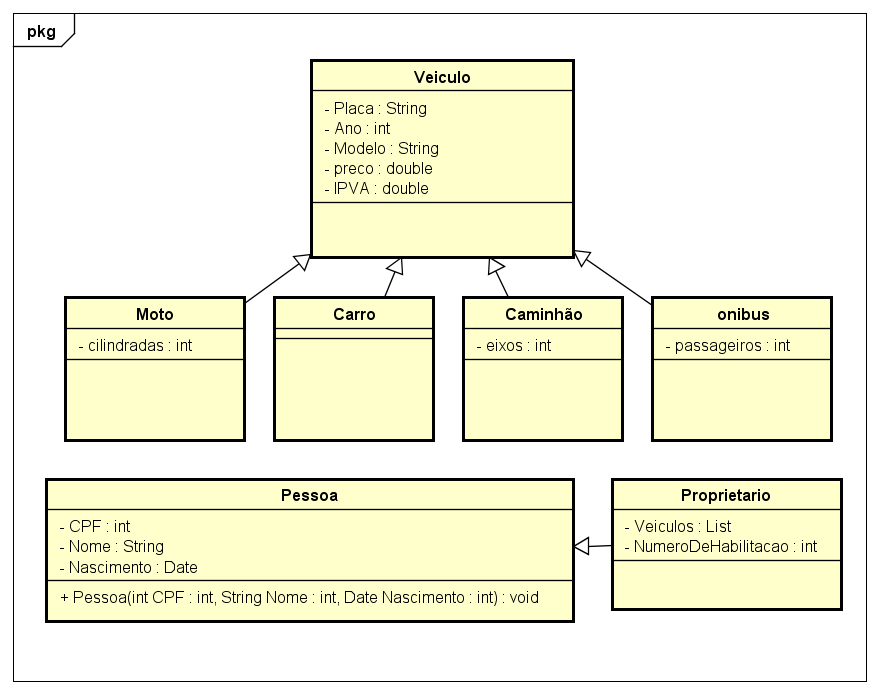 pkg
Veiculo
- Placa : String
- Ano : int
- Modelo : String
- preco : double
- IPVA : double
Moto
- cilindradas : int
Carro
Caminhão
- eixos : int
onibus
- passageiros : int
Pessoa
- CPF : int
- Nome : String
- Nascimento : Date
+ Pessoa(int CPF : int, String Nome : int, Date Nascimento : int) : void
Proprietario
- Veiculos : List
- NumeroDeHabilitacao : int